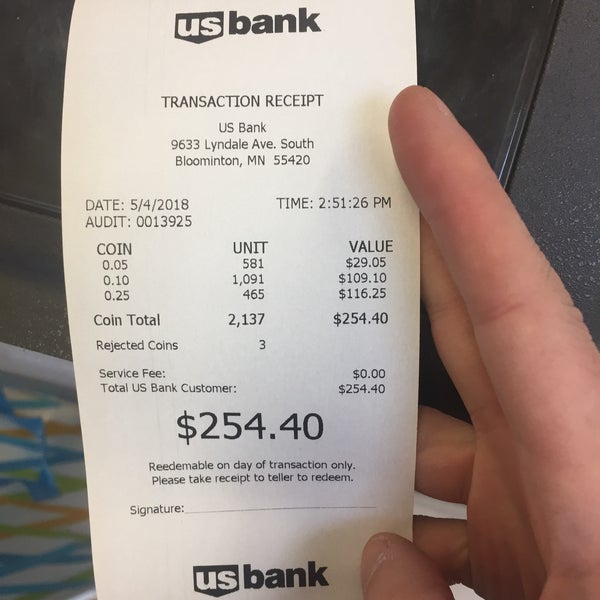 usbank
TRANSACTION RECEIPT
US Bank
9633 Lyndale Ave. South
Bloominton, MN 55420
DATE: 5/4/2018 TIME: 2:51:26 PM
AUDIT: 0013925
COIN UNIT VALUE
0.05 581 $29.05
0.10 1,091 $109.10
0.25 465 $116.25
Coin Total 2,137 $254.40
Rejected Coins 3
Service Fee: $0.00
Total US Bank Customer: $254.40
$254.40
Reedemable on day of transaction only.
Please take receipt to teller to redeem.
Signature:
usbank